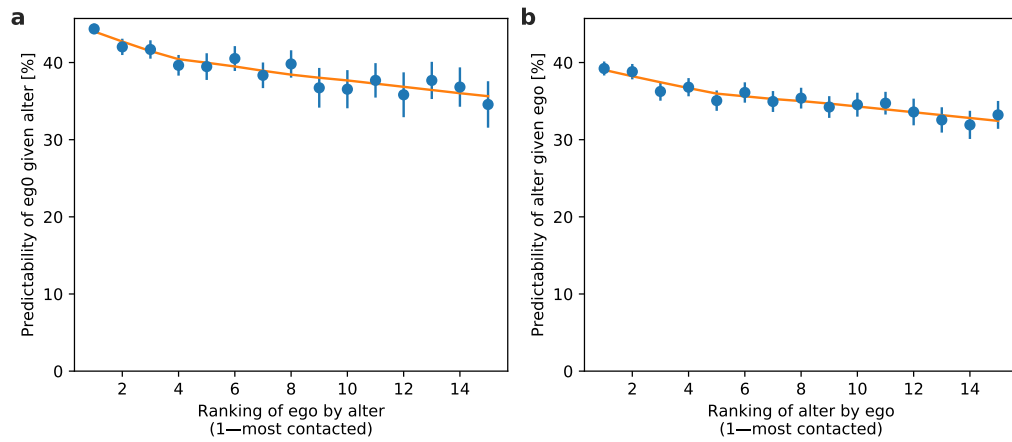 a
Predictability of eg0 given alter [%]
40
30
20
10
0
2 4 6 8 10 12 14
Ranking of ego by alter
(1—most contacted)
b
Predictability of alter given ego [%]
40
30
20
10
0
2 4 6 8 10 12 14
Ranking of alter by ego
(1—most contacted)